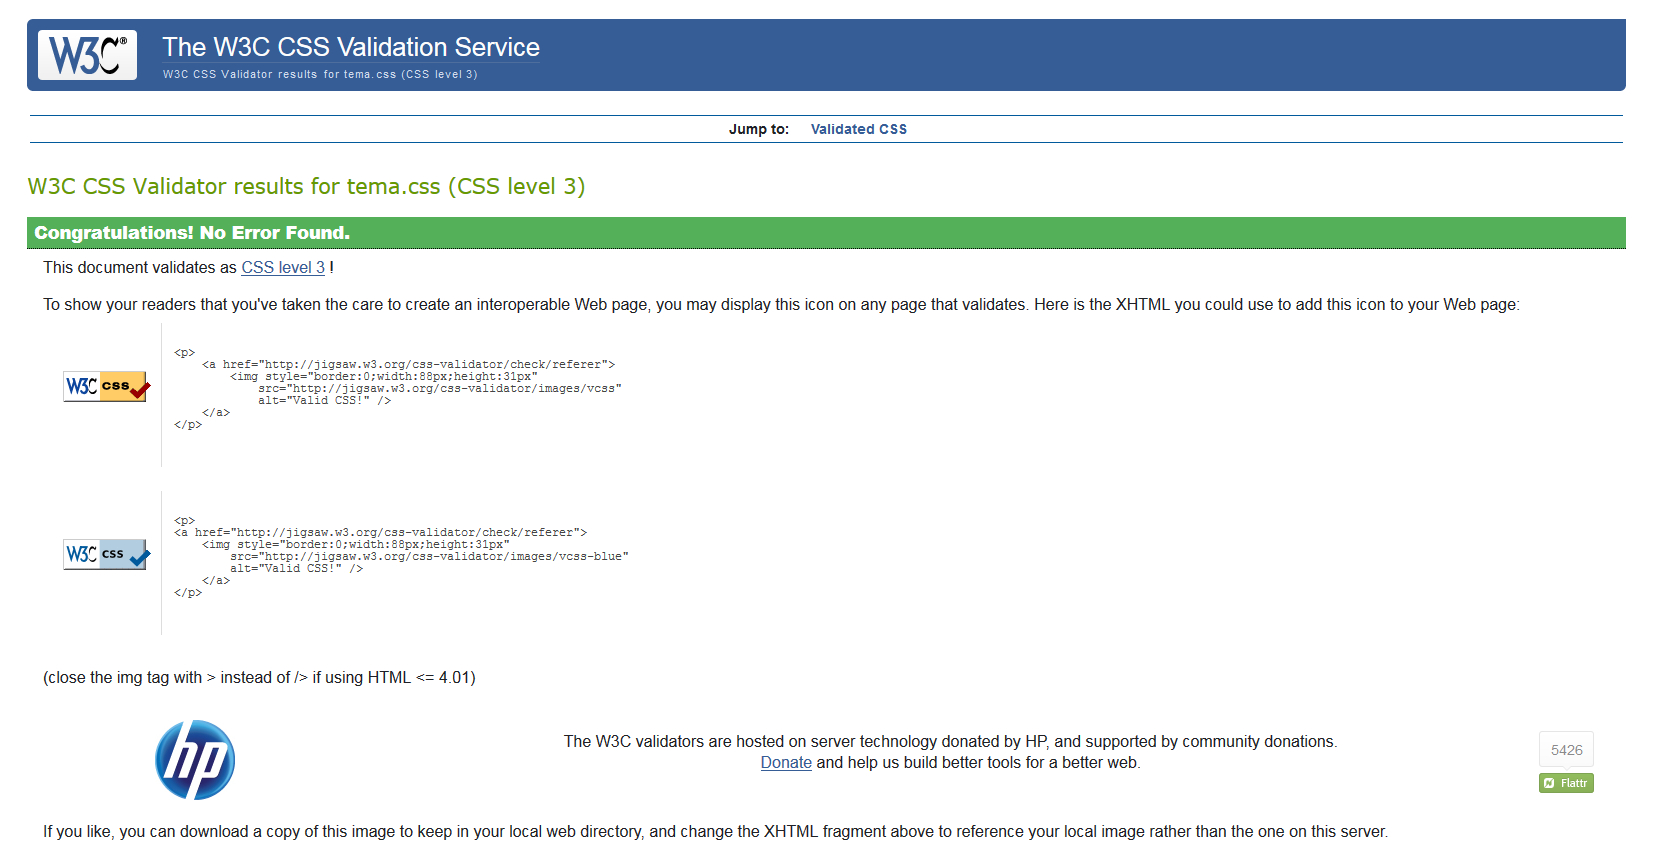 W3C®
The W3C CSS Validation Service
W3C CSS Validator results for tema.css (CSS level 3)
Jump to: Validated CSS
W3C CSS Validator results for tema.css (CSS level 3)
Congratulations! No Error Found.
This document validates as CSS level 3 !
To show your readers that you've taken the care to create an interoperable Web page, you may display this icon on any page that validates. Here is the XHTML you could use to add this icon to your Web page:
W3C css
<p>
    <a href="http://jigsaw.w3.org/css-validator/check/referer">
        <img style="border:0;width:88px;height:31px"
            src="http://jigsaw.w3.org/css-validator/images/vcss"
            alt="Valid CSS!" />
    </a>
</p>
W3C css
<p>
<a href="http://jigsaw.w3.org/css-validator/check/referer">
    <img style="border:0;width:88px;height:31px"
        src="http://jigsaw.w3.org/css-validator/images/vcss-blue"
        alt="Valid CSS!" />
    </a>
</p>
(close the img tag with > instead of /> if using HTML <= 4.01)
hp
The W3C validators are hosted on server technology donated by HP, and supported by community donations.
Donate and help us build better tools for a better web.
5426
Flattr
If you like, you can download a copy of this image to keep in your local web directory, and change the XHTML fragment above to reference your local image rather than the one on this server.